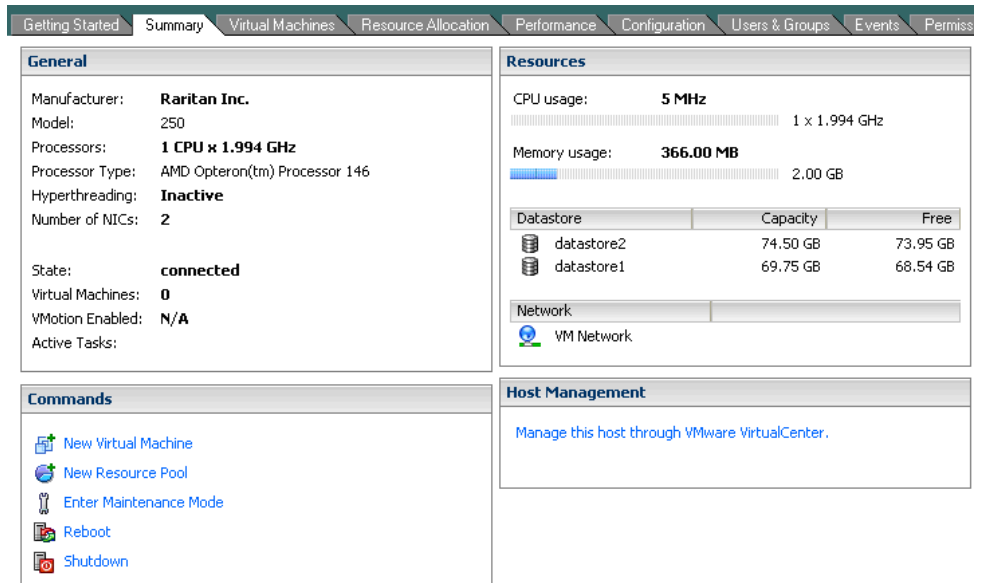 Getting Started Summary Virtual Machines Resource Allocation Performance Configuration Users & Groups Events Permiss
General
Manufacturer: Raritan Inc.
Model: 250
Processors: 1 CPU x 1.994 GHz
Processor Type: AMD Opteron(tm) Processor 146
Hyperthreading: Inactive
Number of NICs: 2
State: connected
Virtual Machines: 0
VMotion Enabled: N/A
Active Tasks:
Commands
New Virtual Machine
New Resource Pool
Enter Maintenance Mode
Reboot
Shutdown
Resources
CPU usage: 5 MHz
1 x 1.994 GHz
Memory usage: 366.00 MB
2.00 GB
Datastore Capacity Free
datastore2 74.50 GB 73.95 GB
datastore1 69.75 GB 68.54 GB
Network
VM Network
Host Management
Manage this host through VMware VirtualCenter.